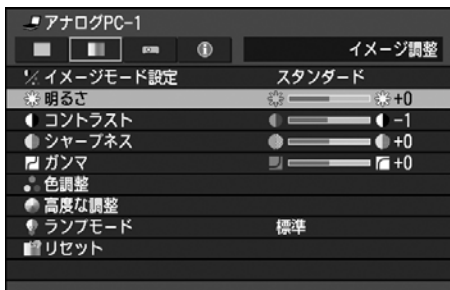 アナログPC-1
イメージ調整
イメージモード設定 スタンダード
明るさ +0
コントラスト -1
シャープネス +0
ガンマ +0
色調整
高度な調整
ランプモード 標準
リセット